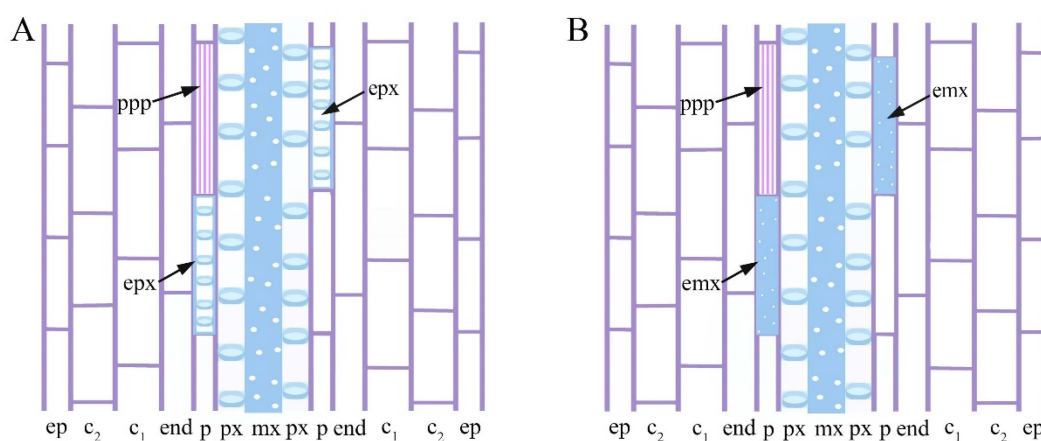 A
ppp
epx
epx
ep c₂ c₁ end p px mx px p end c₁ c₂ ep
B
ppp
emx
emx
ep c₂ c₁ end p px mx px p end c₁ c₂ ep